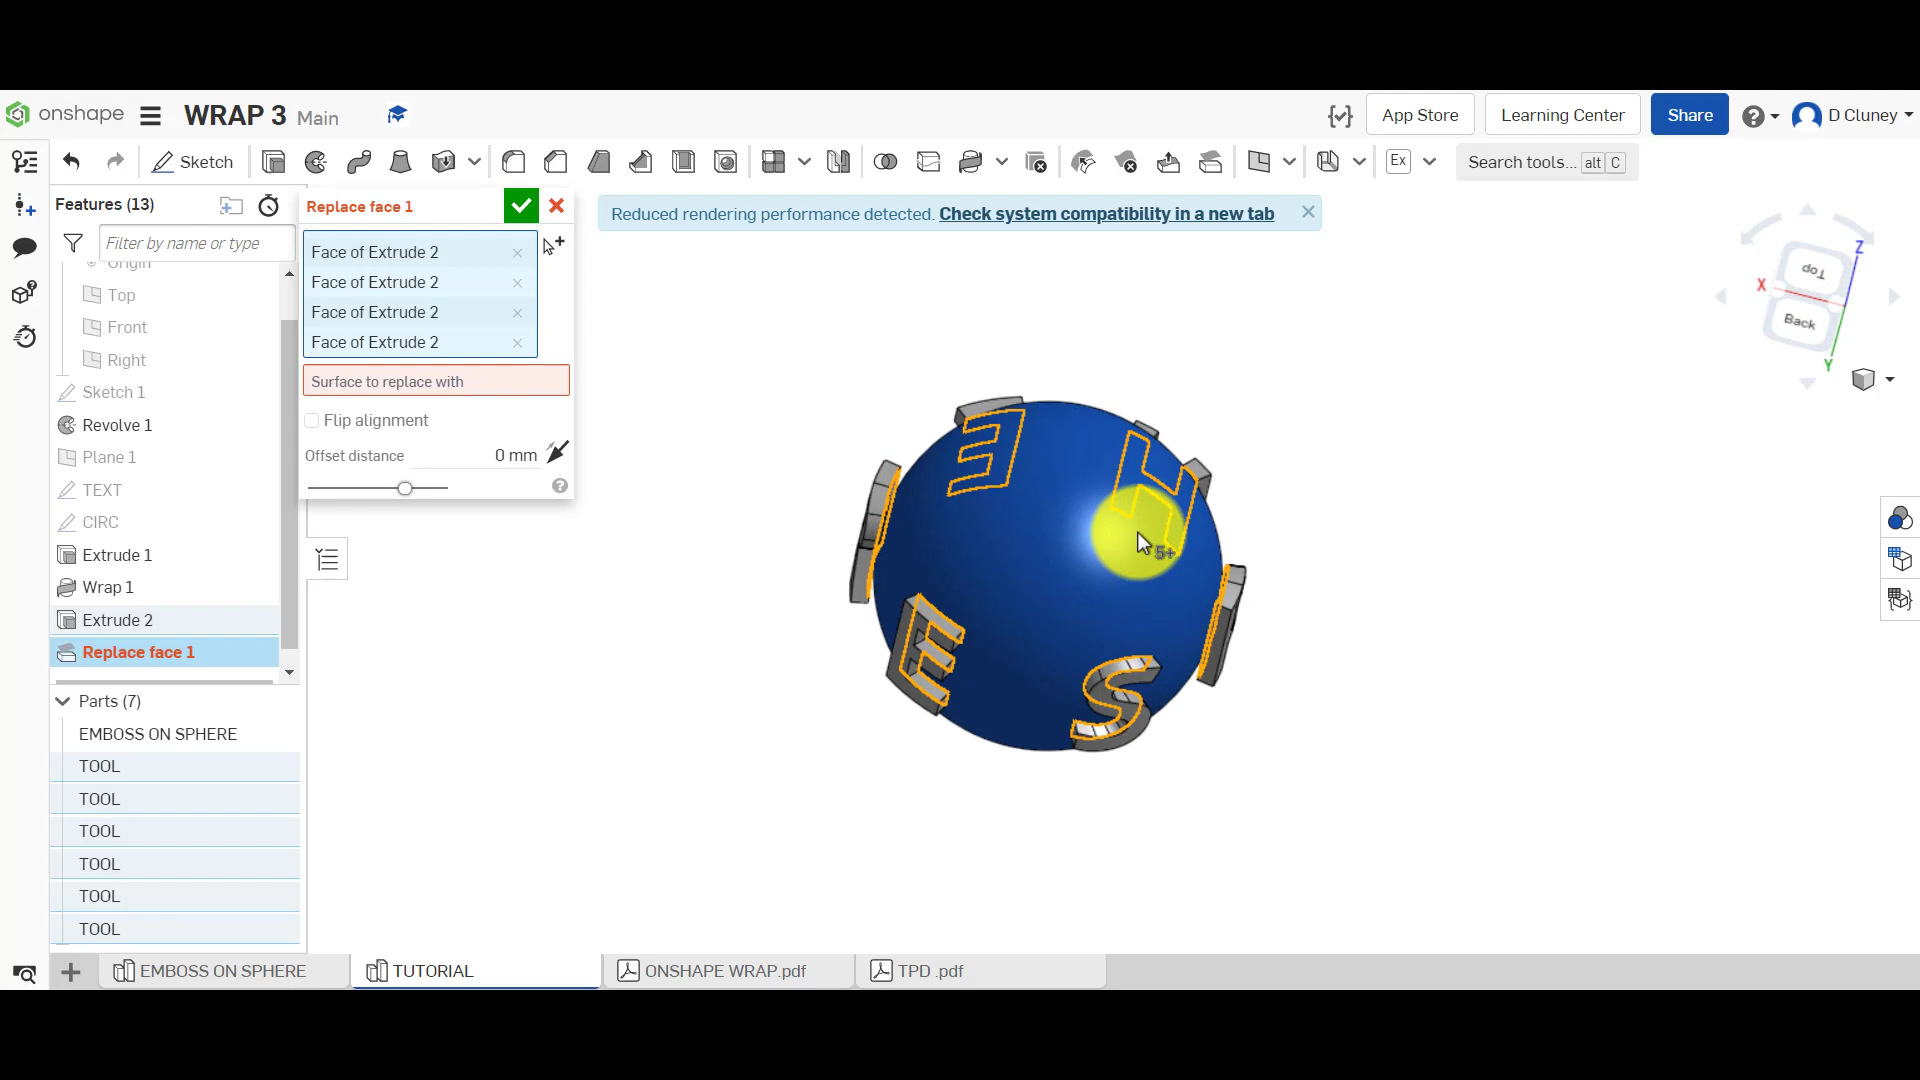 onshape WRAP 3 Main App Store Learning Center Share D Cluney
Sketch Ex Search tools... alt C
Features (13) Replace face 1
Reduced rendering performance detected. Check system compatibility in a new tab
Filter by name or type
Face of Extrude 2
Face of Extrude 2
Face of Extrude 2
Face of Extrude 2
Surface to replace with
Flip alignment
Offset distance 0 mm
Origin
Top
Front
Right
Sketch 1
Revolve 1
Plane 1
TEXT
CIRC
Extrude 1
Wrap 1
Extrude 2
Replace face 1
Parts (7)
EMBOSS ON SPHERE
TOOL
TOOL
TOOL
TOOL
TOOL
TOOL
Z
Top
X
Back
Y
E
5+
E S
EMBOSS ON SPHERE TUTORIAL ONSHAPE WRAP.pdf TPD .pdf